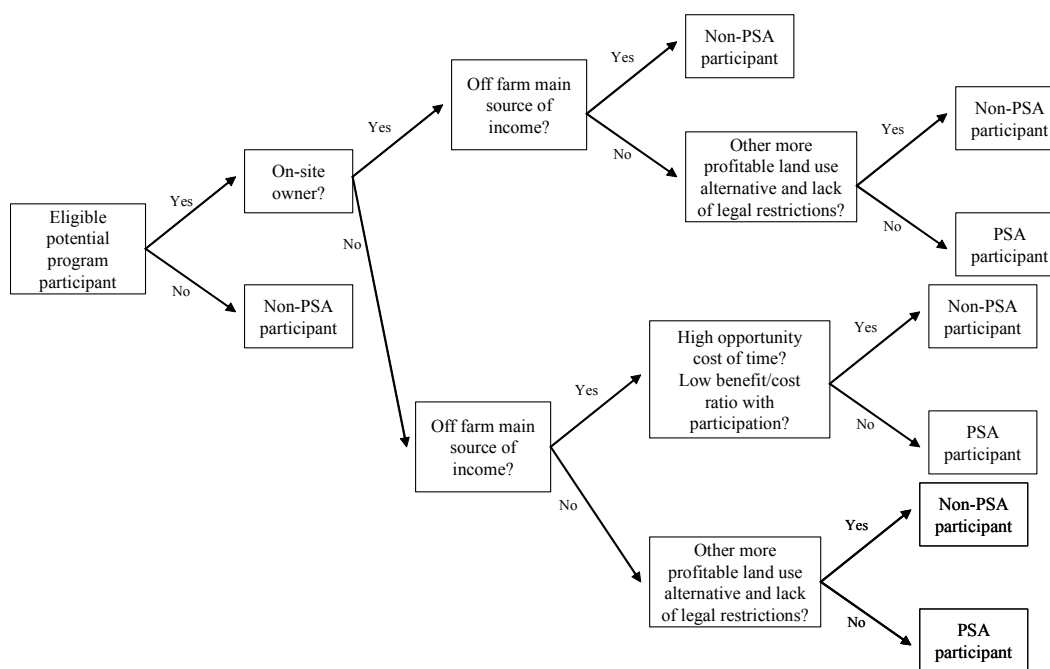 Eligible
potential
program
participant
Yes
No
On-site
owner?
Non-PSA
participant
Yes
No
Off farm main
source of
income?
Yes
No
Non-PSA
participant
Other more
profitable land use
alternative and lack
of legal restrictions?
Yes
No
Non-PSA
participant
PSA
participant
Off farm main
source of
income?
Yes
No
High opportunity
cost of time?
Low benefit/cost
ratio with
participation?
Yes
No
Non-PSA
participant
PSA
participant
Other more
profitable land use
alternative and lack
of legal restrictions?
Yes
No
Non-PSA
participant
PSA
participant